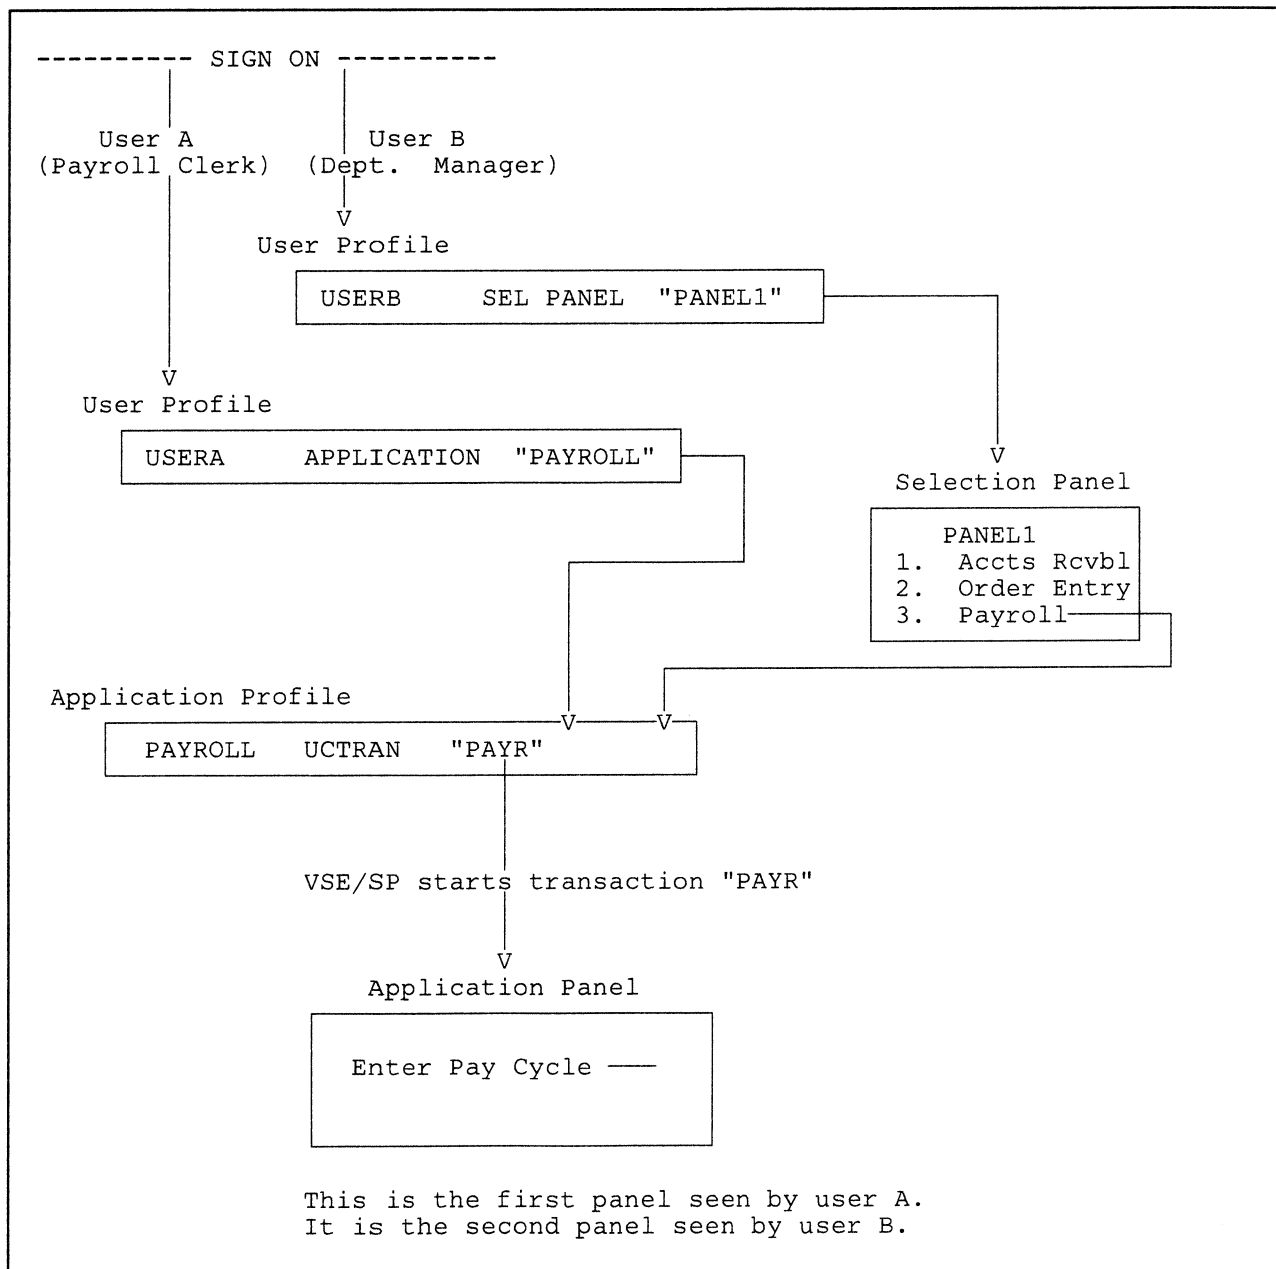 ---------- SIGN ON ----------
User A
User B
(Payroll Clerk)
(Dept. Manager)
V
User Profile
USERB SEL PANEL "PANEL1"
V
User Profile
USERA APPLICATION "PAYROLL"
V
Selection Panel
PANEL1
1. Accts Rcvbl
2. Order Entry
3. Payroll
Application Profile
V V
PAYROLL UCTRAN "PAYR"
VSE/SP starts transaction "PAYR"
V
Application Panel
Enter Pay Cycle ——
This is the first panel seen by user A.
It is the second panel seen by user B.